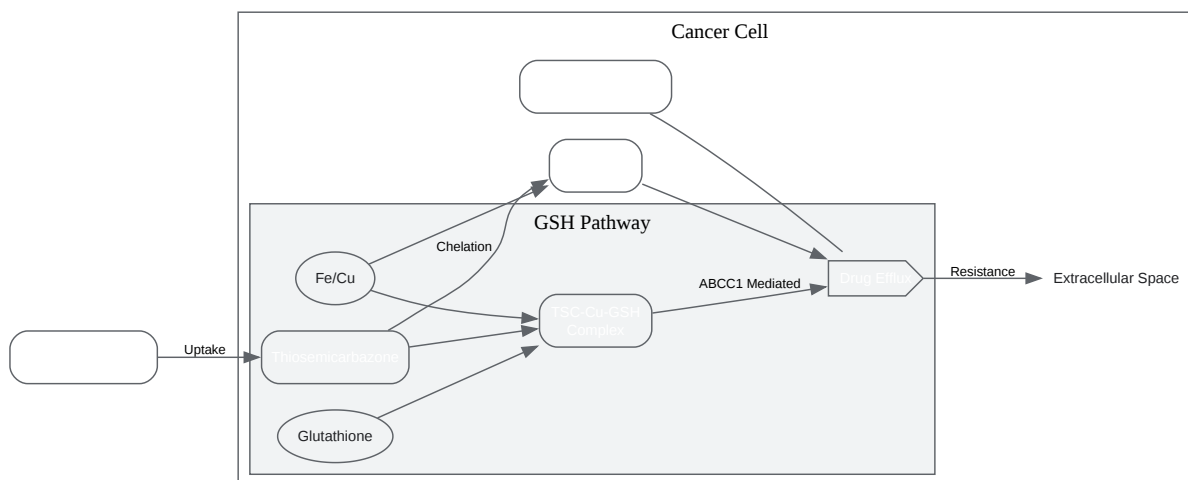 Cancer Cell
GSH Pathway
Chelation
Fe/Cu
ABCC1 Mediated
Drug Efflux
Resistance
Extracellular Space
TSC-Cu-GSH
Complex
Uptake
Thiosemicarbazone
Glutathione